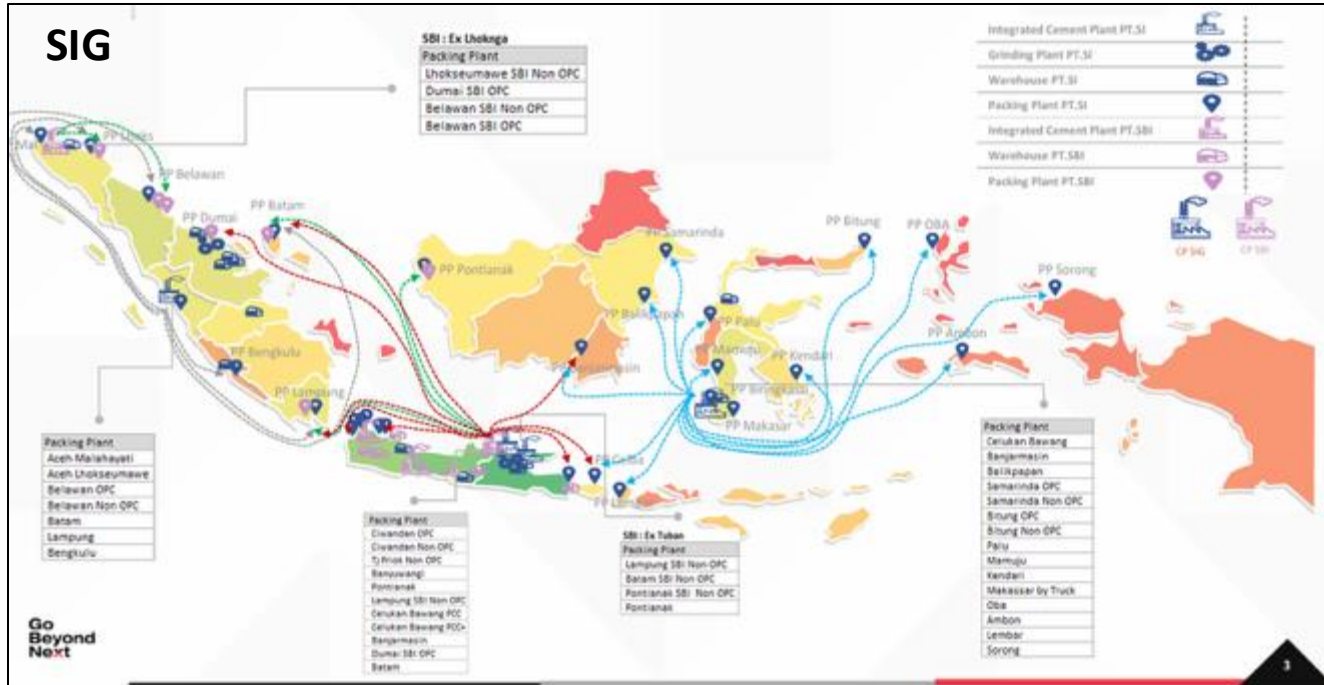 SIG
SBI : Ex Lhoknga
Packing Plant
Lhokseumawe SBI Non OPC
Dumai SBI OPC
Belawan SBI Non OPC
Belawan SBI OPC
Integrated Cement Plant PT.SI
Grinding Plant PT.SI
Warehouse PT.SI
Packing Plant PT.SI
Integrated Cement Plant PT.SBI
Warehouse PT.SBI
Packing Plant PT.SBI
CP SIG
CP SBI
PP Belawan
PP Dumai
PP Batam
PP Pontianak
PP Samarinda
PP Bitung
PP OBA
PP Sorong
PP Balikpapan
PP Palu
PP Ambon
PP Mamuju
PP Kendari
PP Bengkulu
PP Biringkassi
PP Lampung
PP Makasar
Packing Plant
Aceh Malahayati
Aceh Lhokseumawe
Belawan OPC
Belawan Non OPC
Batam
Lampung
Bengkulu
Packing Plant
Ciwandan OPC
Ciwandan Non OPC
Tj Priok Non OPC
Banyuwangi
Pontianak
Lampung SBI Non OPC
Celukan Bawang PCC
Celukan Bawang PCC+
Banjarmasin
Dumai SBI OPC
Batam
SBI : Ex Tuban
Packing Plant
Lampung SBI Non OPC
Batam SBI Non OPC
Pontianak SBI Non OPC
Pontianak
Packing Plant
Celukan Bawang
Banjarmasin
Balikpapan
Samarinda OPC
Samarinda Non OPC
Bitung OPC
Bitung Non OPC
Palu
Mamuju
Kendari
Makassar by Truck
Oba
Ambon
Lembar
Sorong
Go
Beyond
Next
3